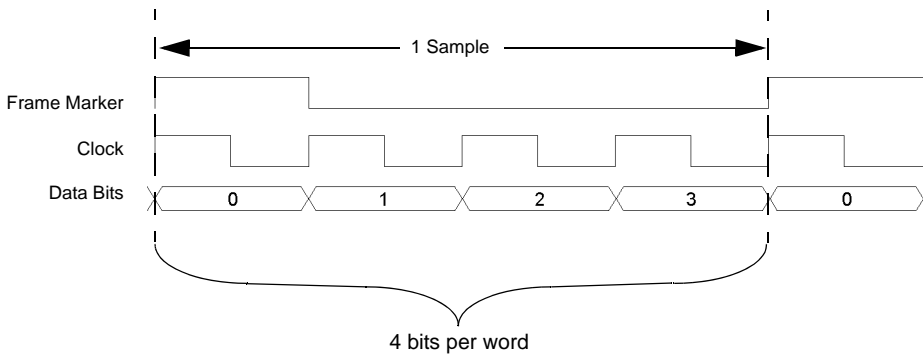 1 Sample
Frame Marker
Clock
Data Bits
0 1 2 3 0
4 bits per word